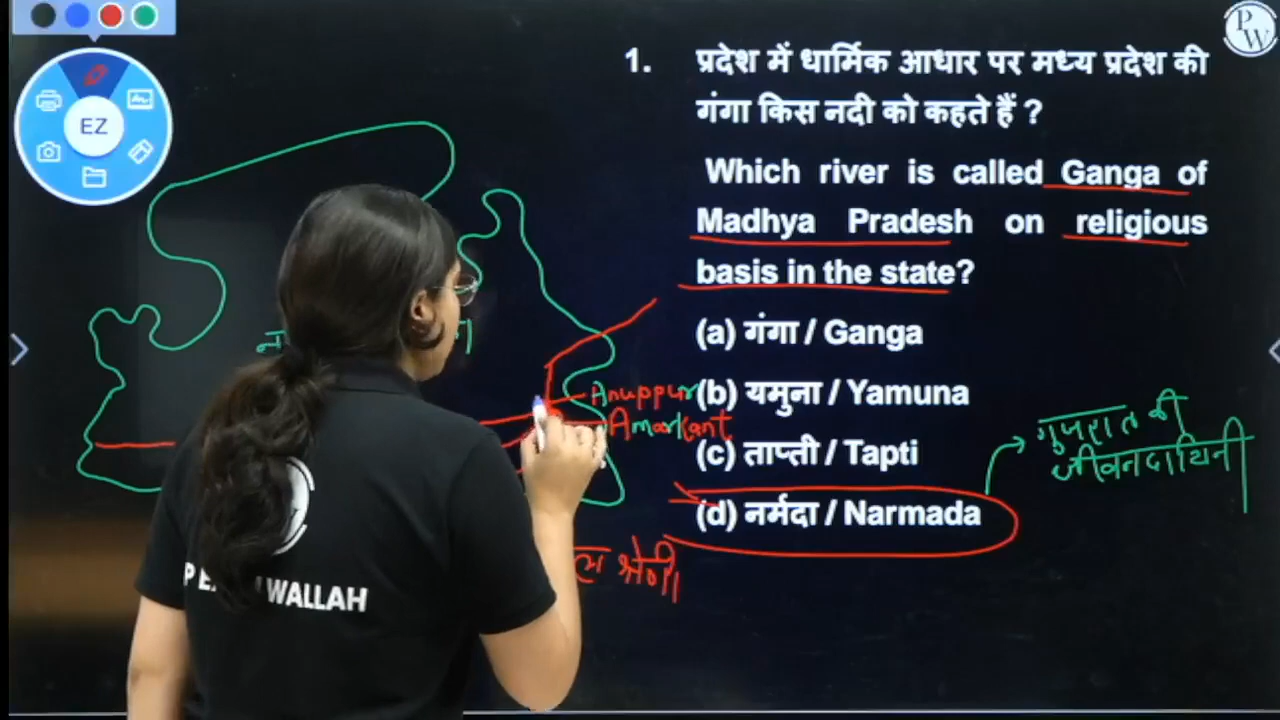 EZ
PW
1. प्रदेश में धार्मिक आधार पर मध्य प्रदेश की
गंगा किस नदी को कहते हैं ?
Which river is called Ganga of
Madhya Pradesh on religious
basis in the state?
(a) गंगा / Ganga
(b) यमुना / Yamuna
(c) ताप्ती / Tapti
(d) नर्मदा / Narmada
Anuppur
Amarkant
गुजरात की
जीवनदायिनी
श्रेणी
WALLAH